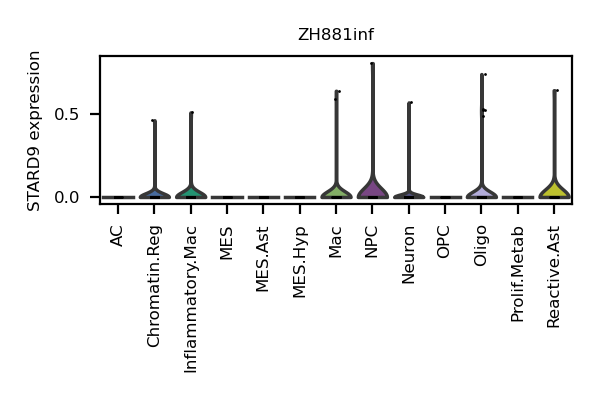 ZH881inf
STARD9 expression
0.5
0.0
AC
Chromatin.Reg
Inflammatory.Mac
MES
MES.Ast
MES.Hyp
Mac
NPC
Neuron
OPC
Oligo
Prolif.Metab
Reactive.Ast